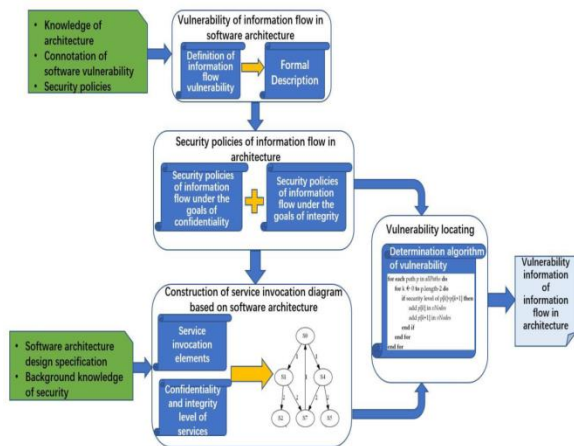 • Knowledge of
architecture
• Connotation of
software vulnerability
• Security policies
Vulnerability of information flow in
software architecture
Definition of
information
flow
vulnerability
Formal
Description
Security policies of information flow in
architecture
Security policies
of information
flow under the
goals of
confidentiality
Security policies
of information
flow under the
goals of integrity
Vulnerability locating
Determination algorithm
of vulnerability
for each path p in allPaths do
for k ← 0 to p.length-2 do
if security level of p[i]>p[i+1] then
add p[i] to vNodes
add p[i+1] to vNodes
end if
end for
end for
Vulnerability
information
of
information
flow in
architecture
• Software architecture
design specification
• Background knowledge
of security
Construction of service invocation diagram
based on software architecture
Service
invocation
elements
Confidentiality
and integrity
level of
services
S0
S1
S4
S2
S7
S5